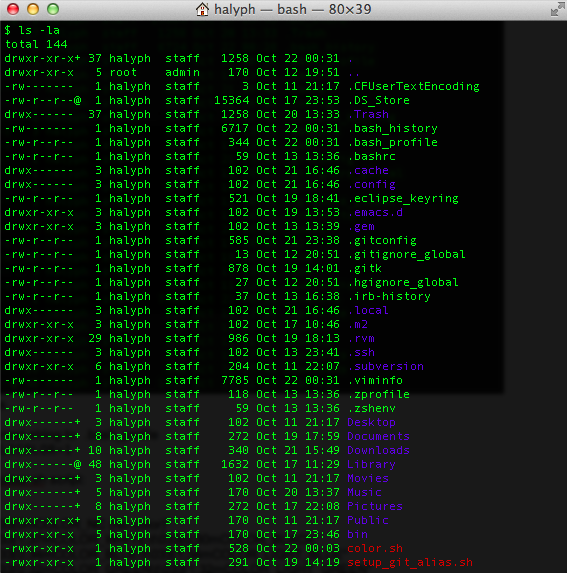 halyph — bash — 80×39
$ ls -la
total 144
drwxr-xr-x+ 37 halyph  staff   1258 Oct 22 00:31 .
drwxr-xr-x   5 root    admin    170 Oct 12 19:51 ..
-rw-------   1 halyph  staff      3 Oct 11 21:17 .CFUserTextEncoding
-rw-r--r--@  1 halyph  staff  15364 Oct 17 23:53 .DS_Store
drwx------  37 halyph  staff   1258 Oct 20 13:33 .Trash
-rw-------   1 halyph  staff   6717 Oct 22 00:31 .bash_history
-rw-r--r--   1 halyph  staff    344 Oct 22 00:31 .bash_profile
-rw-r--r--   1 halyph  staff     59 Oct 13 13:36 .bashrc
drwx------   3 halyph  staff    102 Oct 21 16:46 .cache
drwx------   3 halyph  staff    102 Oct 21 16:46 .config
-rw-r--r--   1 halyph  staff    521 Oct 19 18:41 .eclipse_keyring
drwxr-xr-x   3 halyph  staff    102 Oct 19 13:53 .emacs.d
drwxr-xr-x   3 halyph  staff    102 Oct 13 13:39 .gem
-rw-r--r--   1 halyph  staff    585 Oct 21 23:38 .gitconfig
-rw-r--r--   1 halyph  staff     13 Oct 12 20:51 .gitignore_global
-rw-r--r--   1 halyph  staff    878 Oct 19 14:01 .gitk
-rw-r--r--   1 halyph  staff     27 Oct 12 20:51 .hgignore_global
-rw-r--r--   1 halyph  staff     37 Oct 13 16:38 .irb-history
drwx------   3 halyph  staff    102 Oct 21 16:46 .local
drwxr-xr-x   3 halyph  staff    102 Oct 17 10:46 .m2
drwxr-xr-x  29 halyph  staff    986 Oct 19 18:13 .rvm
drwx------   3 halyph  staff    102 Oct 13 23:41 .ssh
drwxr-xr-x   6 halyph  staff    204 Oct 11 22:07 .subversion
-rw-------   1 halyph  staff   7785 Oct 22 00:31 .viminfo
-rw-r--r--   1 halyph  staff    118 Oct 13 13:36 .zprofile
-rw-r--r--   1 halyph  staff     59 Oct 13 13:36 .zshenv
drwx------+  3 halyph  staff    102 Oct 11 21:17 Desktop
drwx------+  8 halyph  staff    272 Oct 19 17:59 Documents
drwx------+ 10 halyph  staff    340 Oct 21 15:49 Downloads
drwx------@ 48 halyph  staff   1632 Oct 17 11:29 Library
drwx------+  3 halyph  staff    102 Oct 11 21:17 Movies
drwx------+  5 halyph  staff    170 Oct 20 13:37 Music
drwx------+  8 halyph  staff    272 Oct 17 22:08 Pictures
drwxr-xr-x+  5 halyph  staff    170 Oct 11 21:17 Public
drwxr-xr-x   5 halyph  staff    170 Oct 17 23:46 bin
-rwxr-xr-x   1 halyph  staff    528 Oct 22 00:03 color.sh
-rwxr-xr-x   1 halyph  staff    291 Oct 19 14:19 setup_git_alias.sh